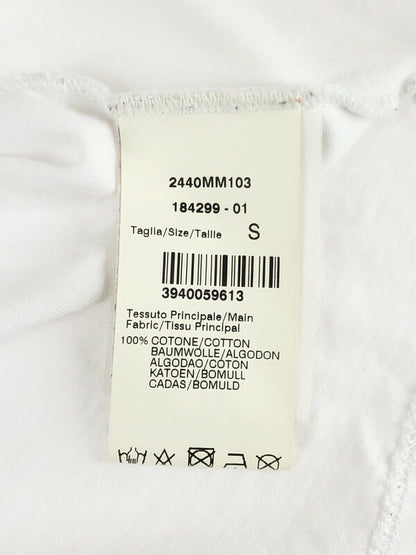 2440MM103
184299-01
Taglia/Size/Taille S
3940059613
Tessuto Principale/Main
Fabric/Tissu Principal
100% COTONE/COTTON
BAUMWOLLE/ALGODON
ALGODAO/COTON
KATOEN/BOMULL
CADAS/BOMULD